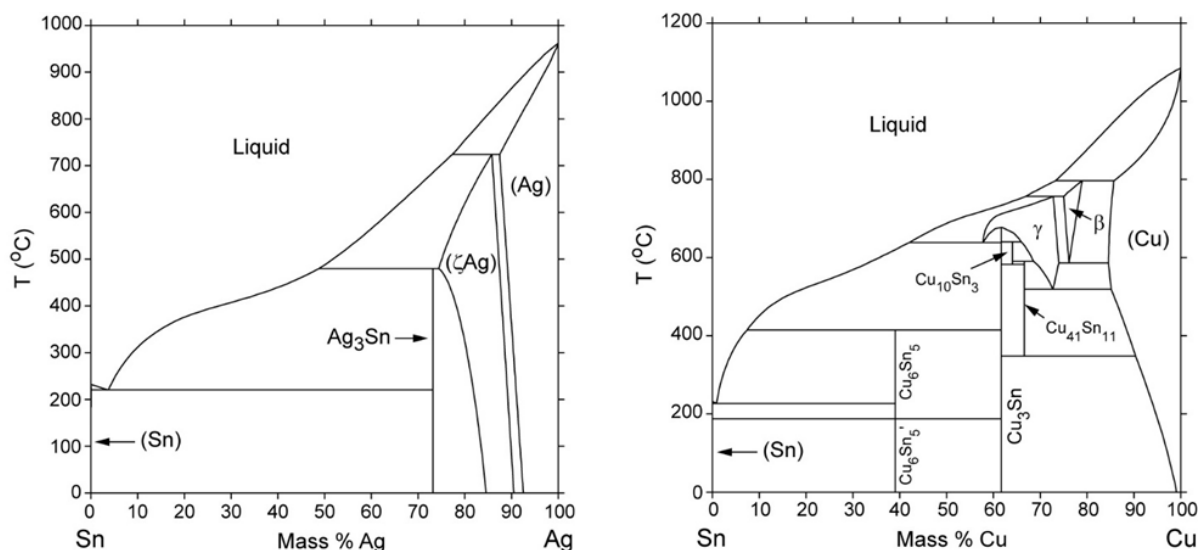 1000
900
800
700
600
500
400
300
200
100
0
T (°C)
Liquid
(Ag)
(ζAg)
Ag₃Sn
(Sn)
0 10 20 30 40 50 60 70 80 90 100
Sn Mass % Ag Ag
1200
1000
800
600
400
200
0
T (°C)
Liquid
β
γ
(Cu)
Cu₁₀Sn₃
Cu₄₁Sn₁₁
Cu₆Sn₅
Cu₃Sn
Cu₆Sn₅'
(Sn)
0 10 20 30 40 50 60 70 80 90 100
Sn Mass % Cu Cu